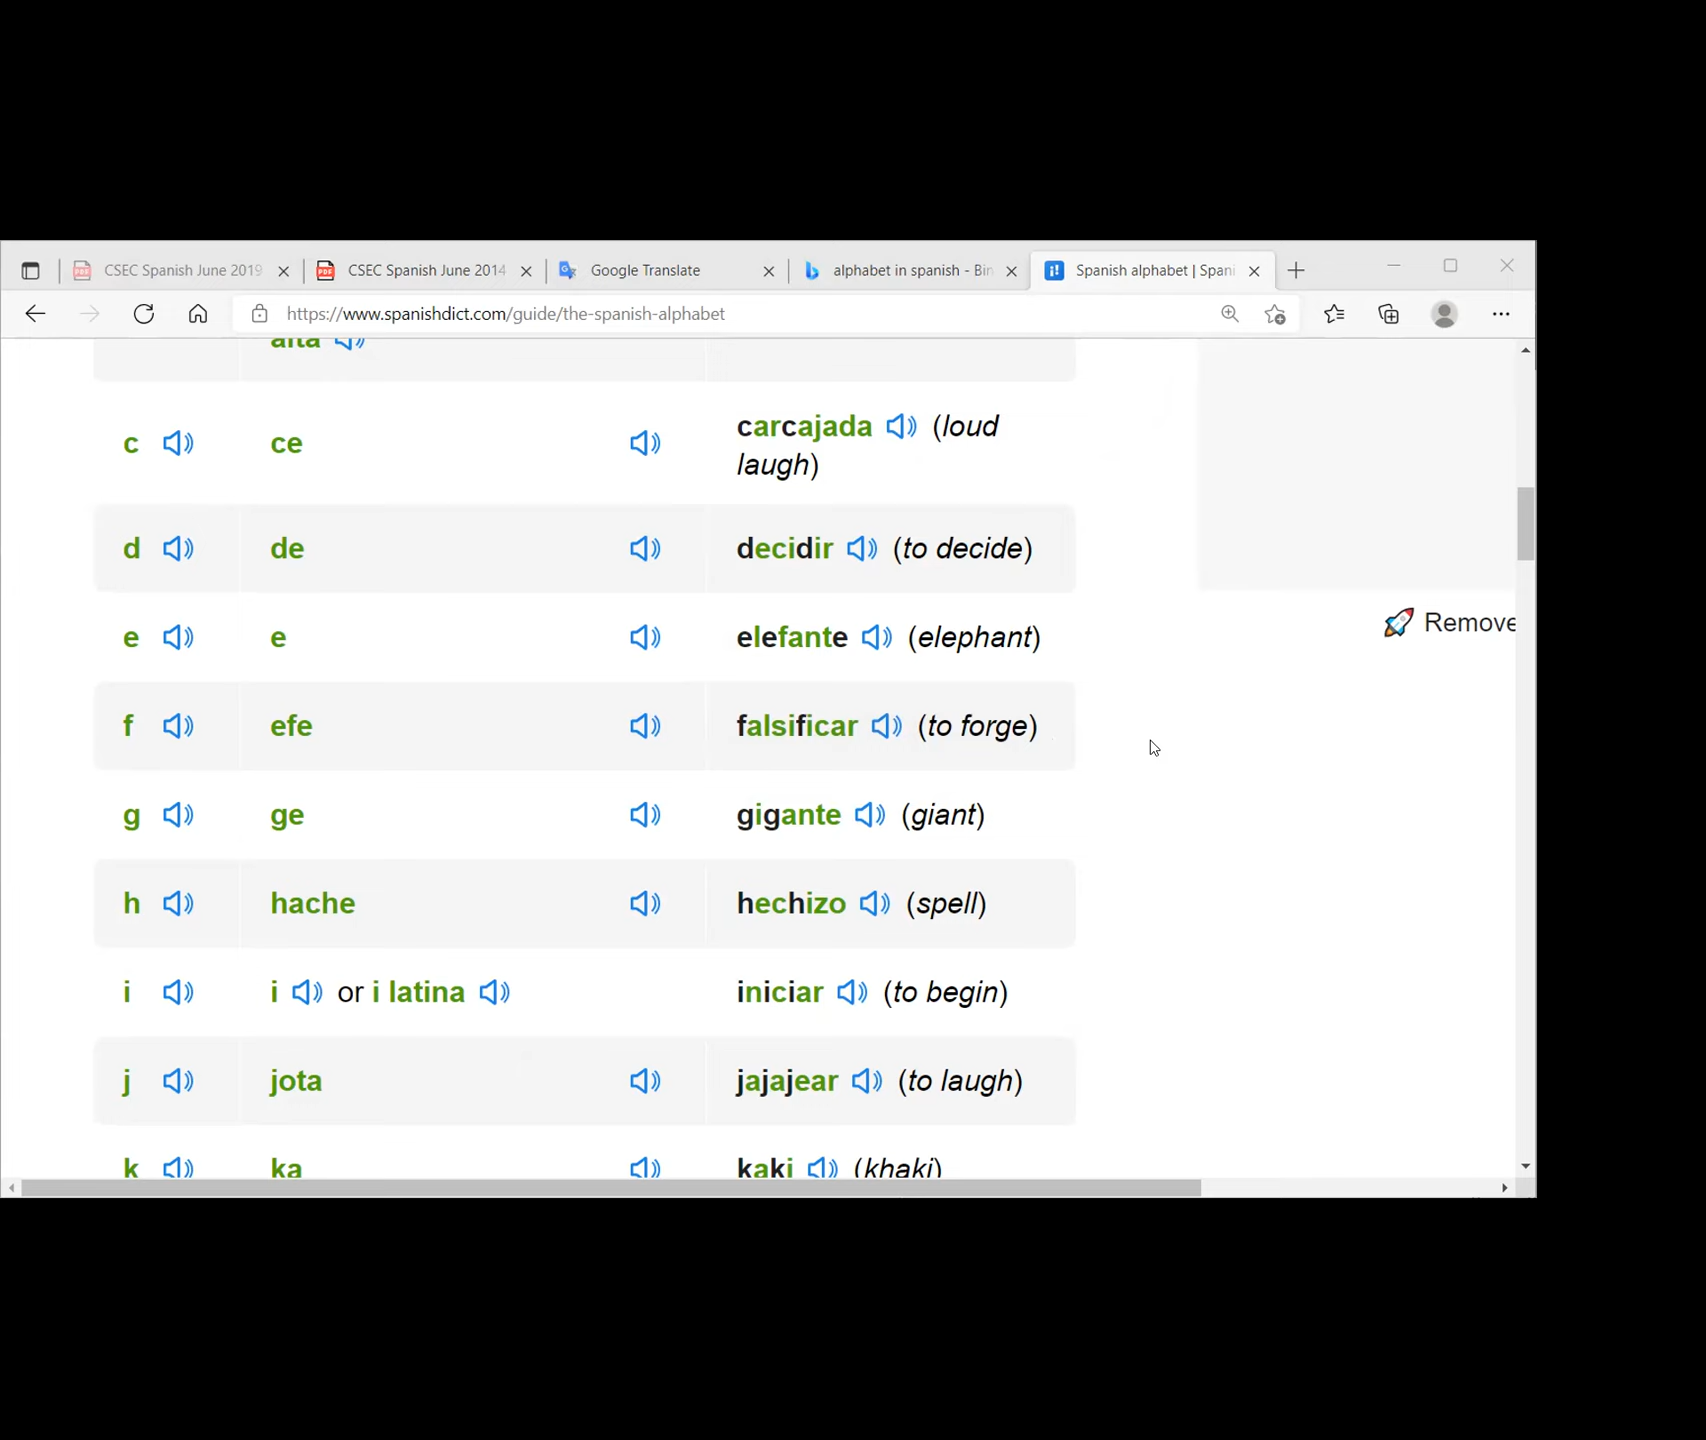 CSEC Spanish June 2019
CSEC Spanish June 2014
Google Translate
alphabet in spanish - Bin
Spanish alphabet | Spani
https://www.spanishdict.com/guide/the-spanish-alphabet
alta
c ce carcajada (loud
laugh)
d de decidir (to decide)
e e elefante (elephant)
f efe falsificar (to forge)
g ge gigante (giant)
h hache hechizo (spell)
i i or i latina iniciar (to begin)
j jota jajajear (to laugh)
k ka kaki (khaki)
Remove